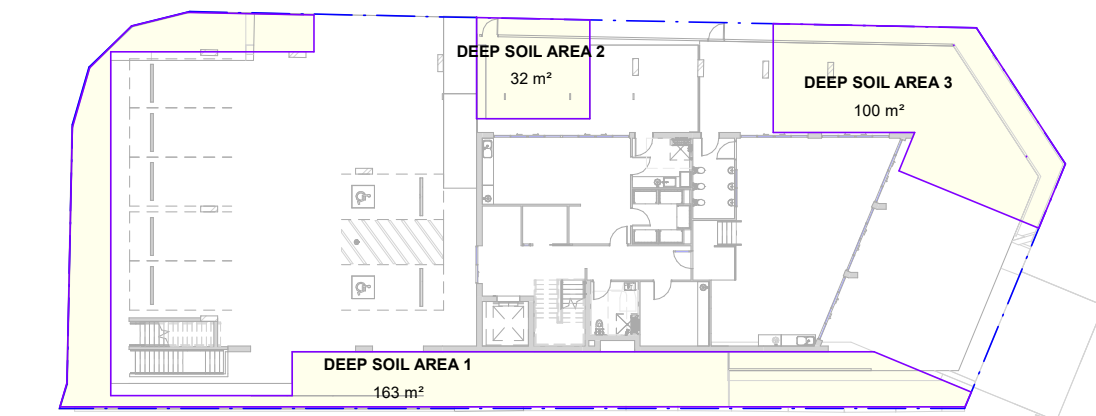 DEEP SOIL AREA 2
32 m²
DEEP SOIL AREA 3
100 m²
DEEP SOIL AREA 1
163 m²